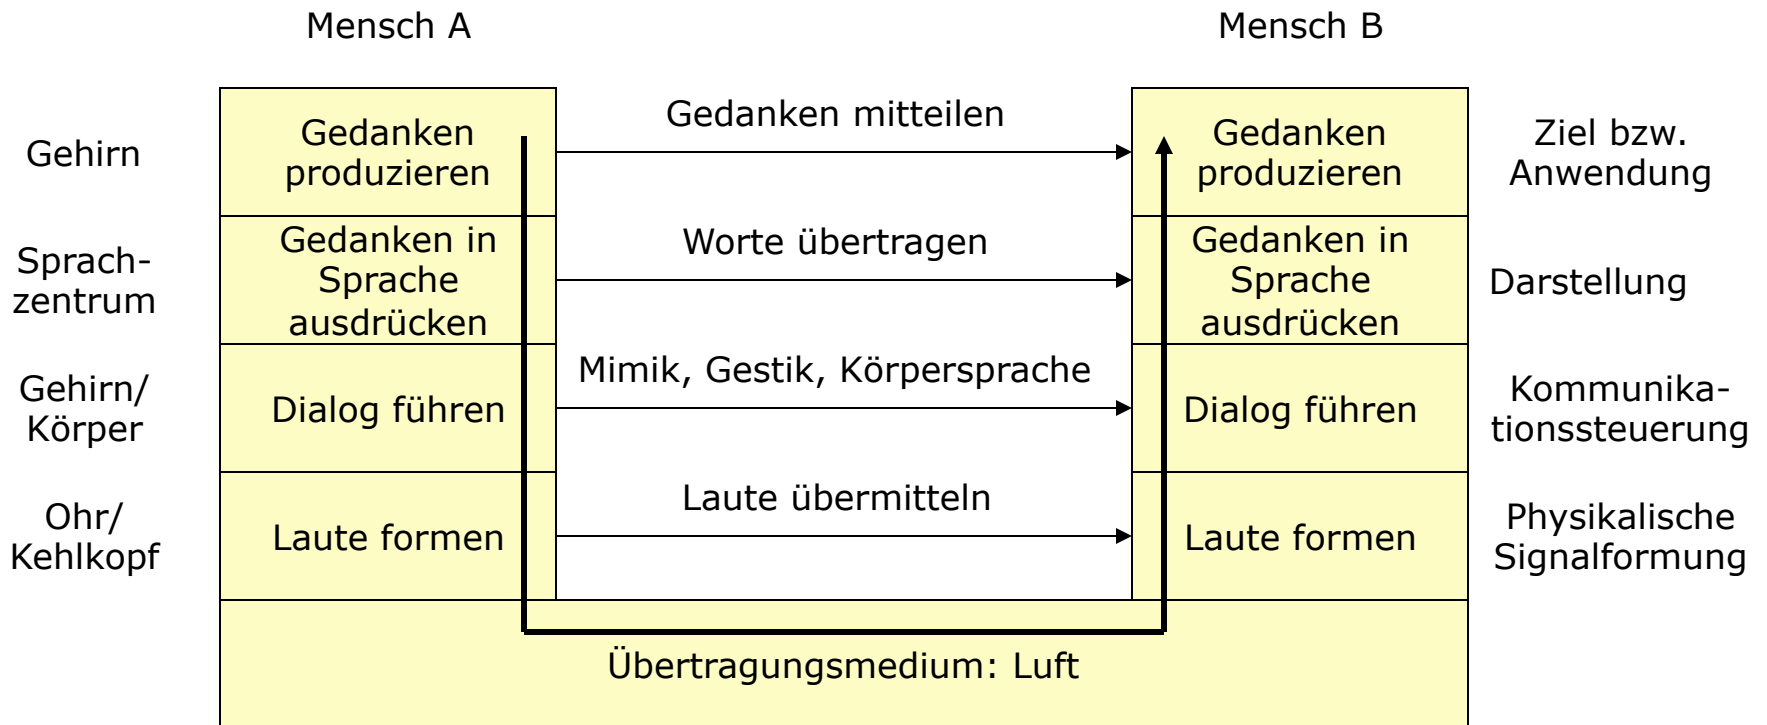 Mensch A
Mensch B
Gehirn
Gedanken
produzieren
Gedanken mitteilen
Gedanken
produzieren
Ziel bzw.
Anwendung
Sprach-
zentrum
Gedanken in
Sprache
ausdrücken
Worte übertragen
Gedanken in
Sprache
ausdrücken
Darstellung
Gehirn/
Körper
Dialog führen
Mimik, Gestik, Körpersprache
Dialog führen
Kommunika-
tionssteuerung
Ohr/
Kehlkopf
Laute formen
Laute übermitteln
Laute formen
Physikalische
Signalformung
Übertragungsmedium: Luft